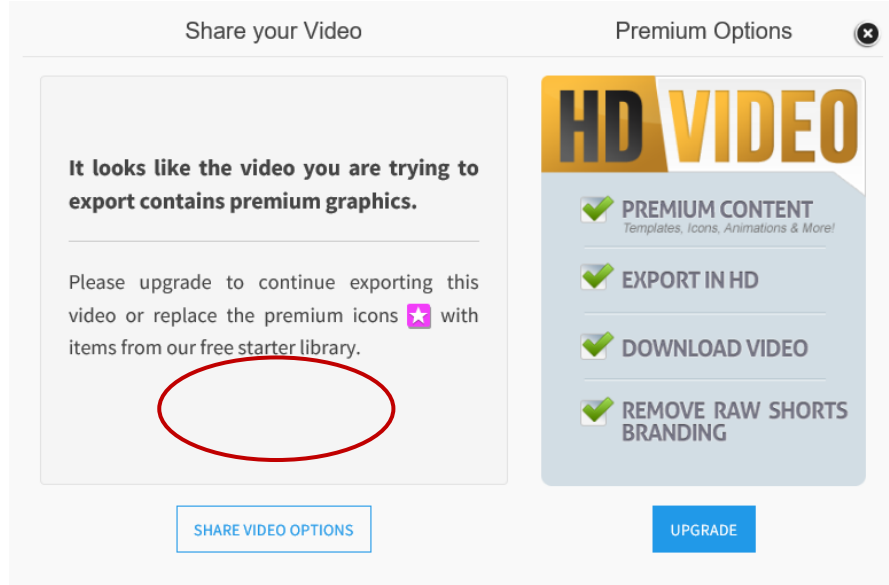 Share your Video
Premium Options
It looks like the video you are trying to
export contains premium graphics.
Please upgrade to continue exporting this
video or replace the premium icons with
items from our free starter library.
SHARE VIDEO OPTIONS
HD VIDEO
PREMIUM CONTENT
Templates, Icons, Animations & More!
EXPORT IN HD
DOWNLOAD VIDEO
REMOVE RAW SHORTS
BRANDING
UPGRADE